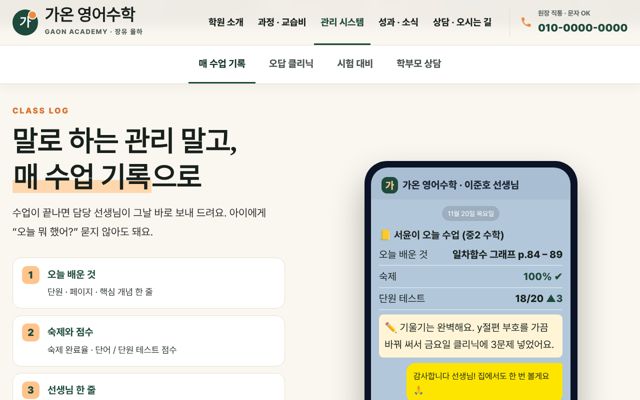 가온 영어수학
GAON ACADEMY · 장유 율하
학원 소개
과정 · 교습비
관리 시스템
성과 · 소식
상담 · 오시는 길
원장 직통 · 문자 OK
010-0000-0000
매 수업 기록
오답 클리닉
시험 대비
학부모 상담
CLASS LOG
말로 하는 관리 말고,
매 수업 기록으로
수업이 끝나면 담당 선생님이 그날 바로 보내 드려요. 아이에게
“오늘 뭐 했어?” 묻지 않아도 돼요.
1 오늘 배운 것
단원 · 페이지 · 핵심 개념 한 줄
2 숙제와 점수
숙제 완료율 · 단어 / 단원 테스트 점수
3 선생님 한 줄
가 가온 영어수학 · 이준호 선생님
11월 20일 목요일
📒 서윤이 오늘 수업 (중2 수학)
오늘 배운 것 일차함수 그래프 p.84 – 89
숙제 100% ✔
단원 테스트 18/20 ▲3
✏️ 기울기는 완벽해요. y절편 부호를 가끔
바꿔 써서 금요일 클리닉에 3문제 넣었어요.
감사합니다 선생님! 집에서도 한 번 볼게요
🙏